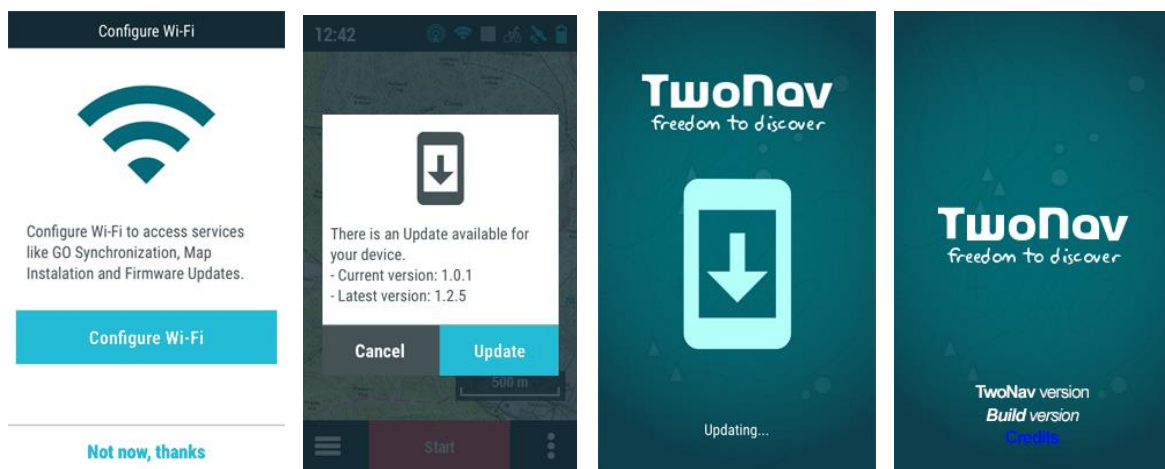 Configure Wi-Fi
Configure Wi-Fi to access services
like GO Synchronization, Map
Instalation and Firmware Updates.
Configure Wi-Fi
Not now, thanks
12:42
There is an Update available for
your device.
- Current version: 1.0.1
- Latest version: 1.2.5
Cancel
Update
500 m
Start
TwoNav
freedom to discover
Updating...
TwoNav
freedom to discover
TwoNav version
Build version
Credits